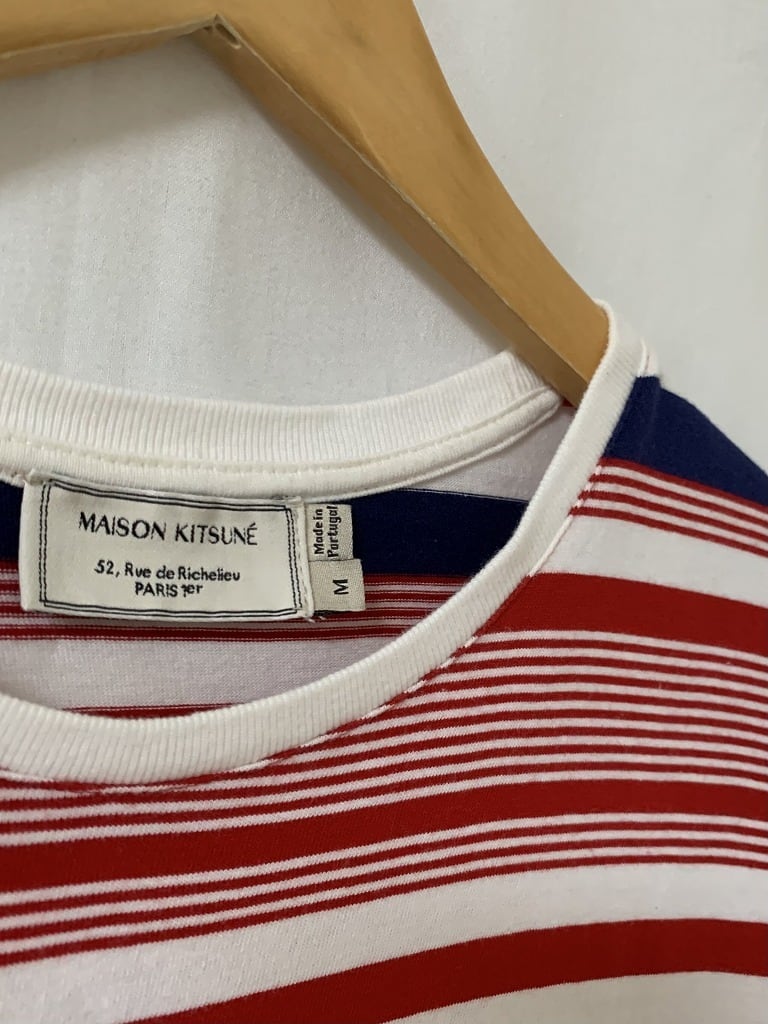 MAISON KITSUNÉ
52, Rue de Richelieu
PARIS 1er
Made in
Portugal
M